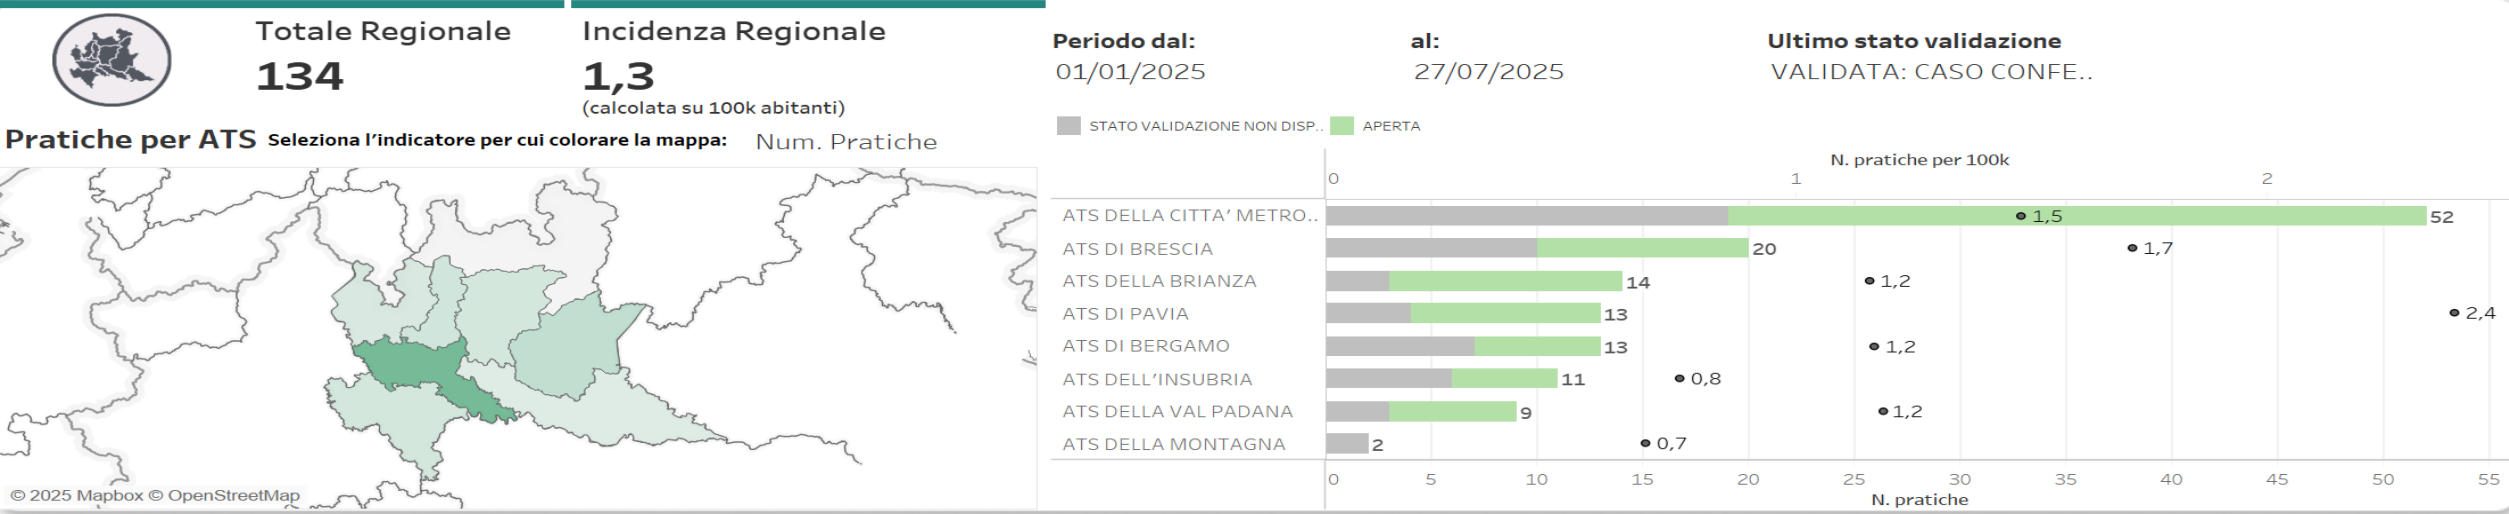 Totale Regionale
134
Incidenza Regionale
1,3
(calcolata su 100k abitanti)
Periodo dal:
01/01/2025
al:
27/07/2025
Ultimo stato validazione
VALIDATA: CASO CONFE..
Pratiche per ATS
Seleziona l'indicatore per cui colorare la mappa:
Num. Pratiche
© 2025 Mapbox © OpenStreetMap
STATO VALIDAZIONE NON DISP..
APERTA
N. pratiche per 100k
0 1 2
ATS DELLA CITTA' METRO.. 1,5 52
ATS DI BRESCIA 20 1,7
ATS DELLA BRIANZA 14 1,2
ATS DI PAVIA 13 2,4
ATS DI BERGAMO 13 1,2
ATS DELL'INSUBRIA 11 0,8
ATS DELLA VAL PADANA 9 1,2
ATS DELLA MONTAGNA 2 0,7
0 5 10 15 20 25 30 35 40 45 50 55
N. pratiche